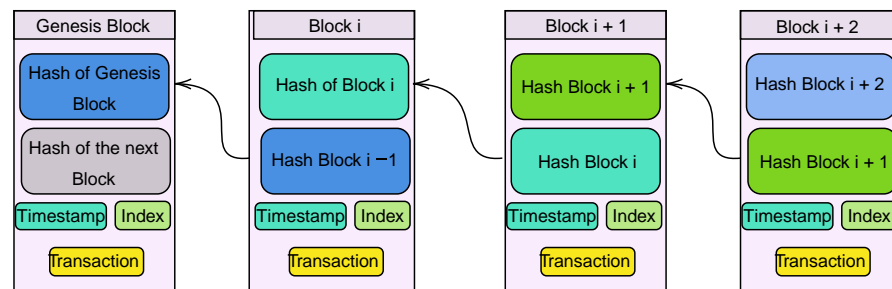 Genesis Block
Hash of Genesis
Block
Hash of the next
Block
Timestamp
Index
Transaction
Block i
Hash of Block i
Hash Block i −1
Timestamp
Index
Transaction
Block i + 1
Hash Block i + 1
Hash Block i
Timestamp
Index
Transaction
Block i + 2
Hash Block i + 2
Hash Block i + 1
Timestamp
Index
Transaction